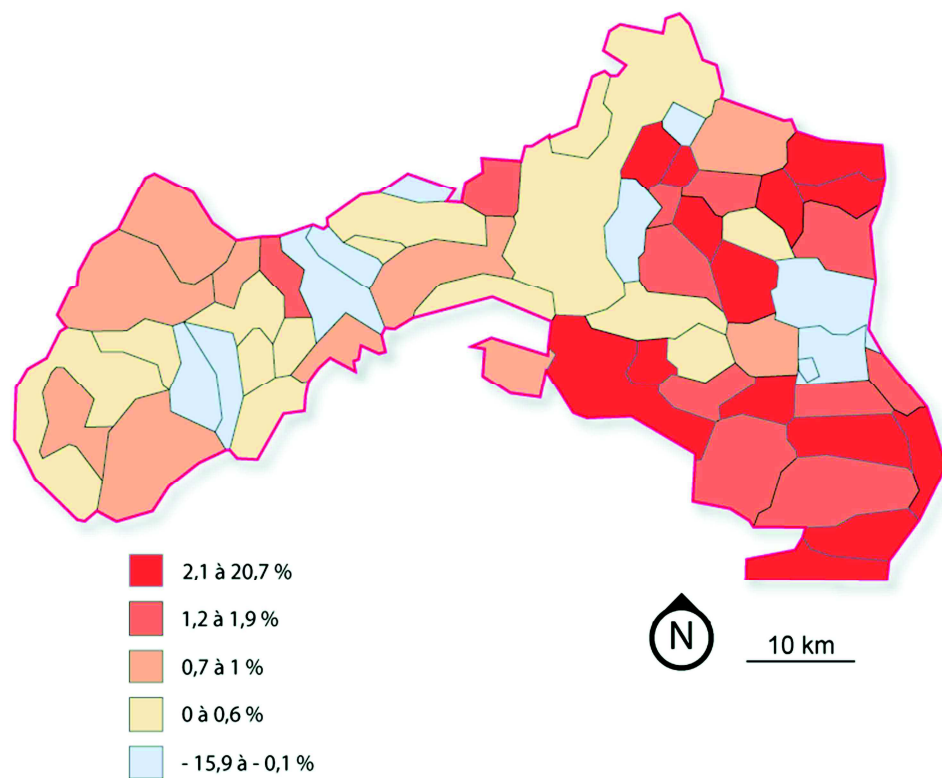 2,1 à 20,7 %
1,2 à 1,9 %
0,7 à 1 %
0 à 0,6 %
- 15,9 à - 0,1 %
N
10 km